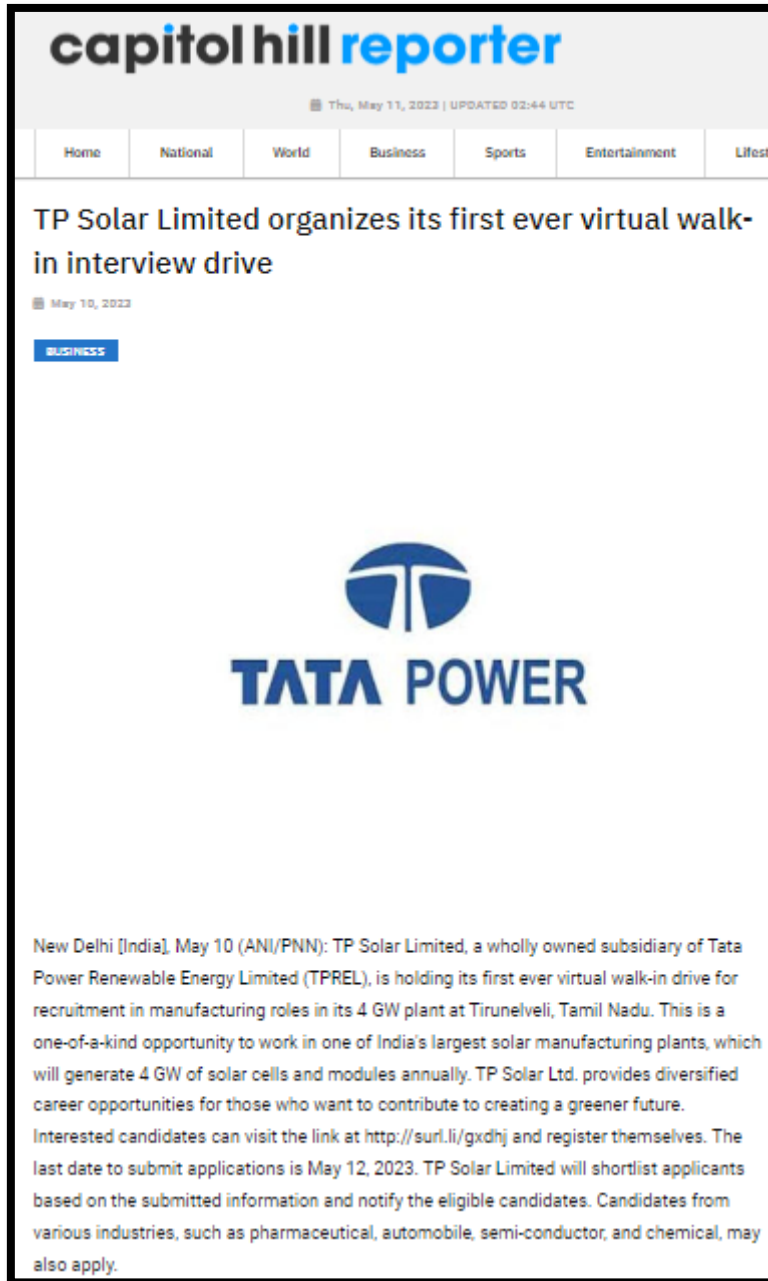 capitol hill reporter
Thu, May 11, 2023 | UPDATED 02:44 UTC
Home National World Business Sports Entertainment Lifest
TP Solar Limited organizes its first ever virtual walk-
in interview drive
May 10, 2023
BUSINESS
TATA POWER
New Delhi [India], May 10 (ANI/PNN): TP Solar Limited, a wholly owned subsidiary of Tata
Power Renewable Energy Limited (TPREL), is holding its first ever virtual walk-in drive for
recruitment in manufacturing roles in its 4 GW plant at Tirunelveli, Tamil Nadu. This is a
one-of-a-kind opportunity to work in one of India's largest solar manufacturing plants, which
will generate 4 GW of solar cells and modules annually. TP Solar Ltd. provides diversified
career opportunities for those who want to contribute to creating a greener future.
Interested candidates can visit the link at http://surl.li/gxdhj and register themselves. The
last date to submit applications is May 12, 2023. TP Solar Limited will shortlist applicants
based on the submitted information and notify the eligible candidates. Candidates from
various industries, such as pharmaceutical, automobile, semi-conductor, and chemical, may
also apply.